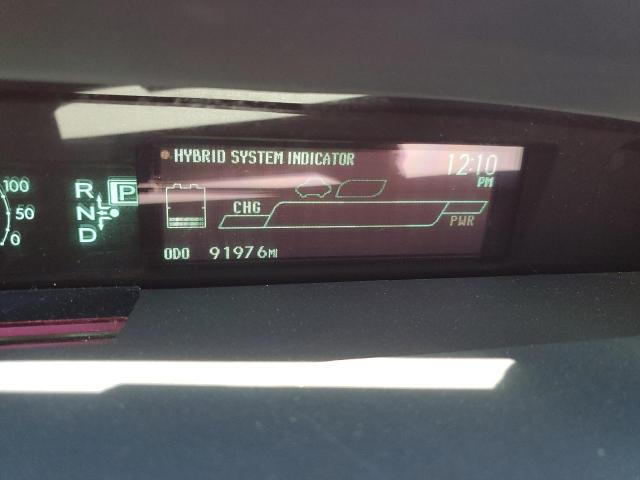 HYBRID SYSTEM INDICATOR
12:10
PM
100
50
0
R
P
N
D
CHG
PWR
ODO 91976MI